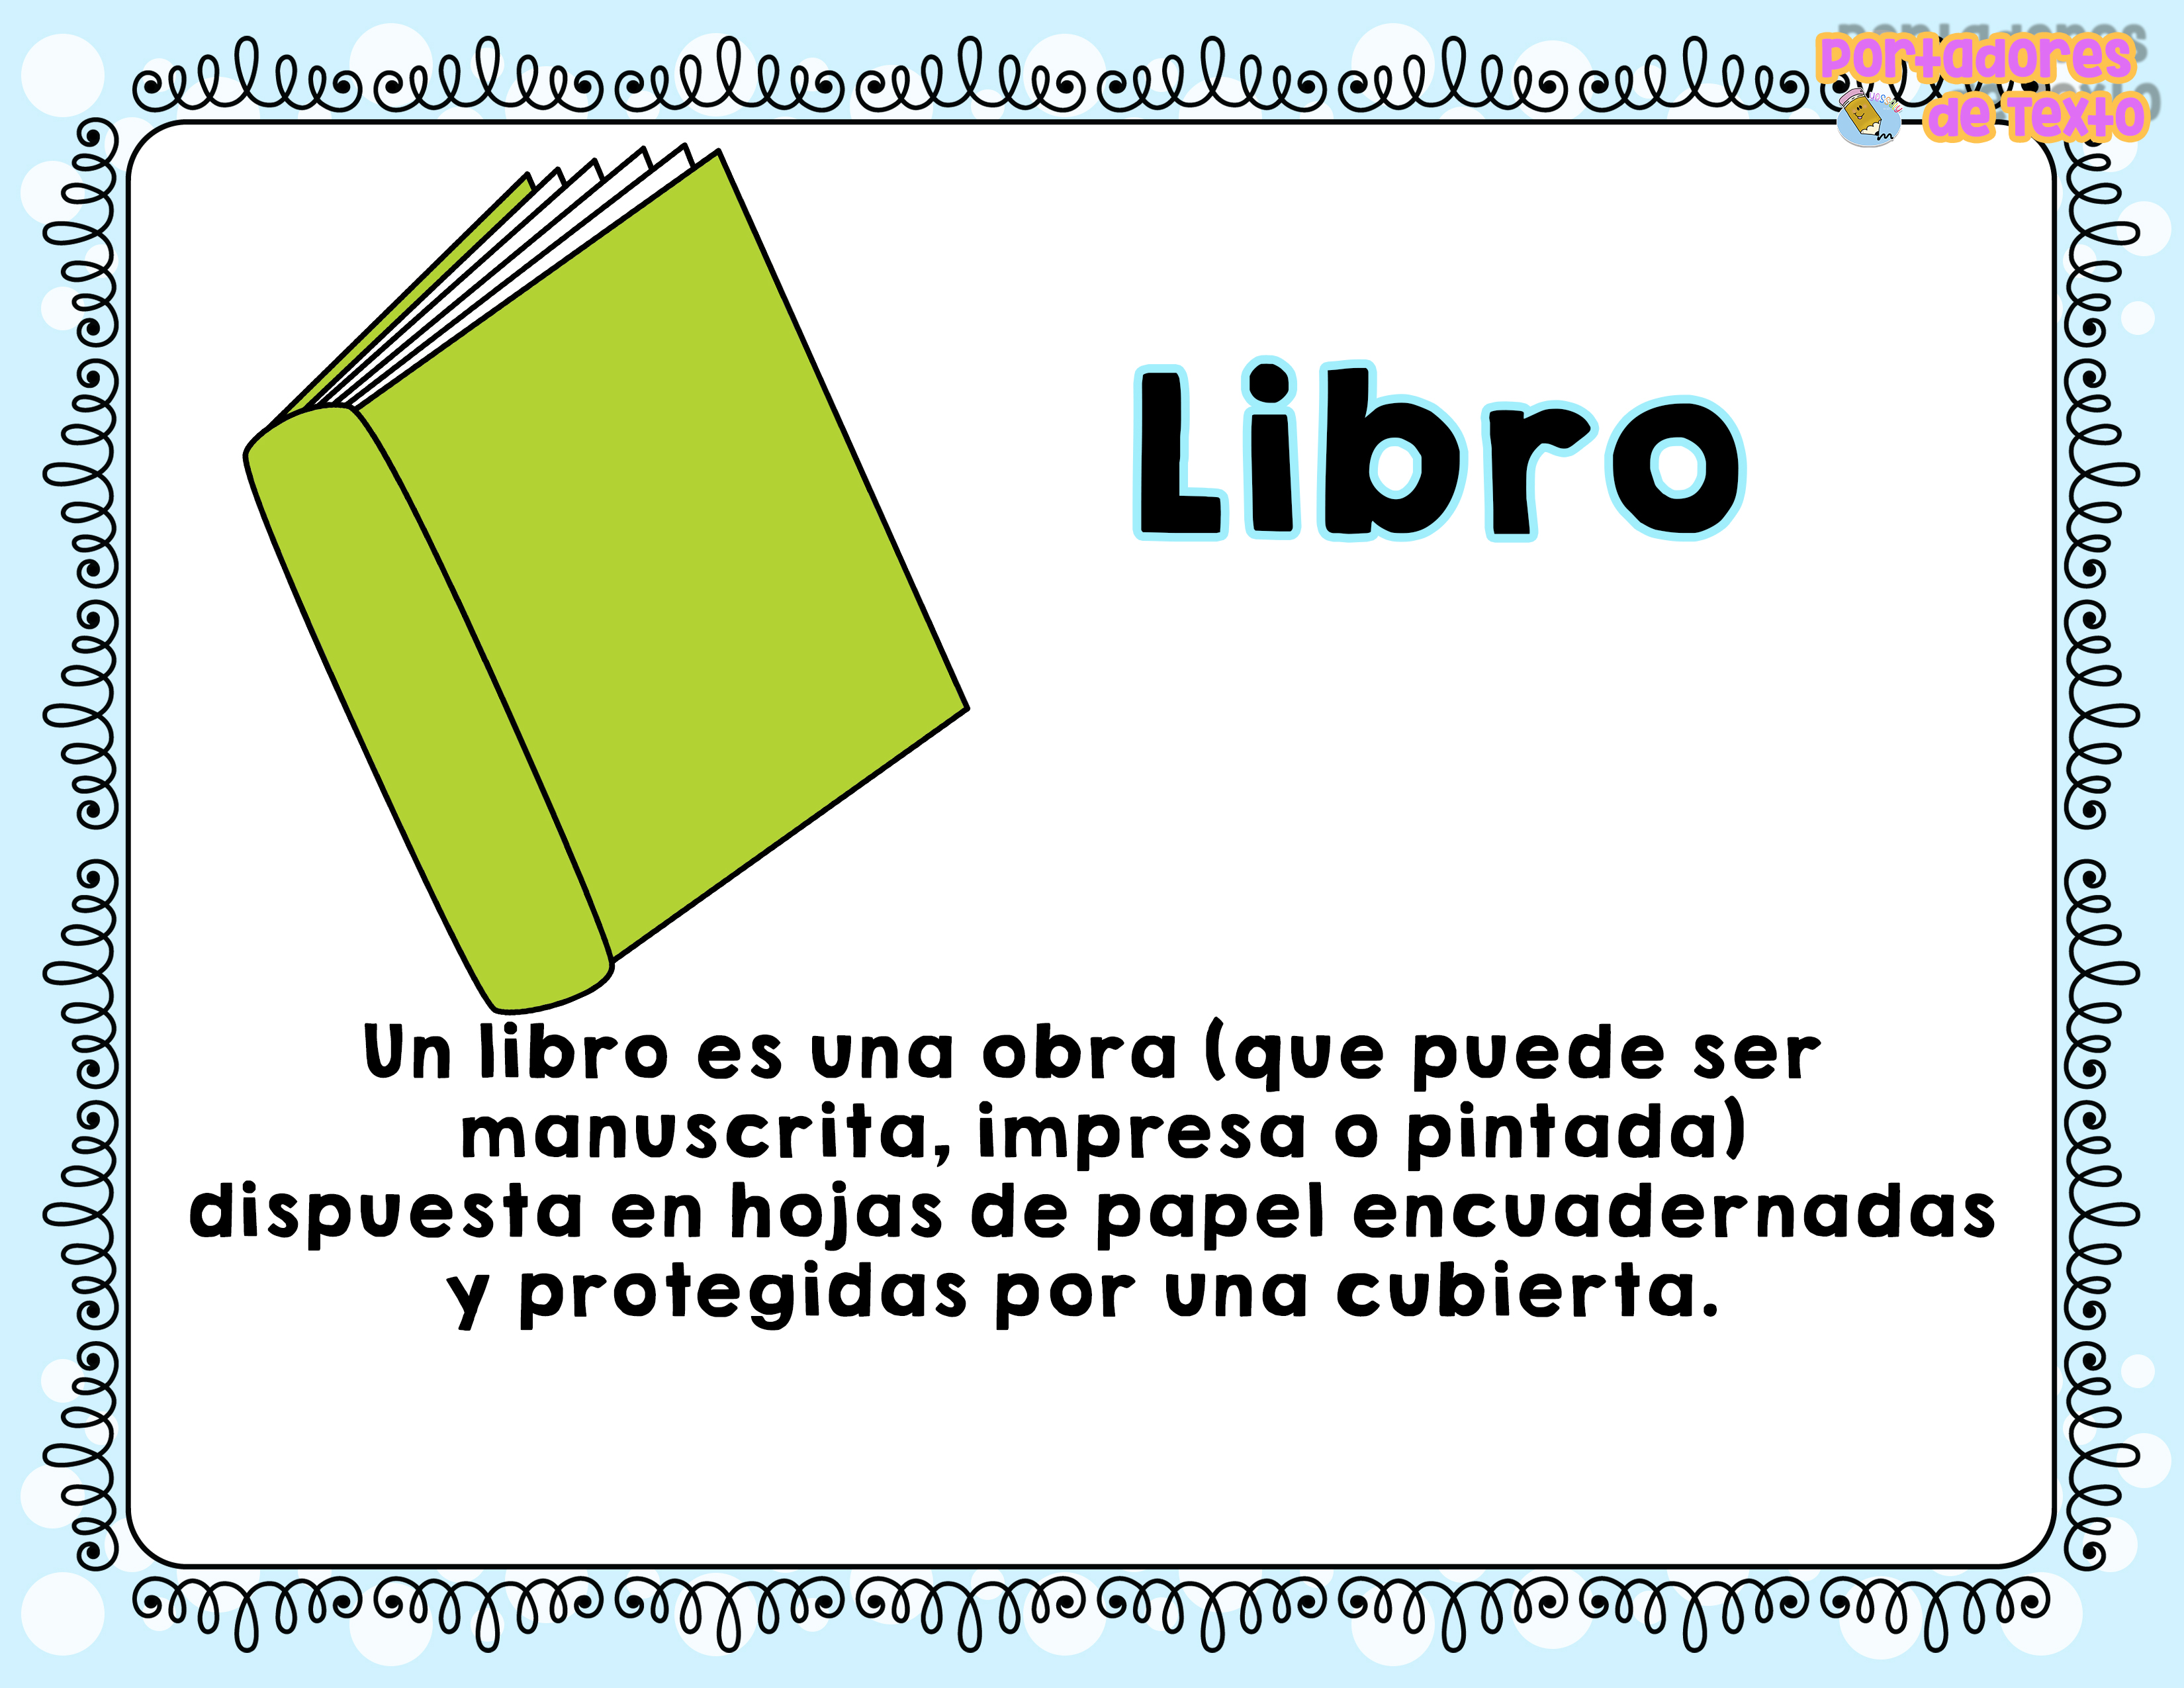 Portadores
de Texto
Libro
Un libro es una obra (que puede ser
manuscrita, impresa o pintada)
dispuesta en hojas de papel encuadernadas
y protegidas por una cubierta.